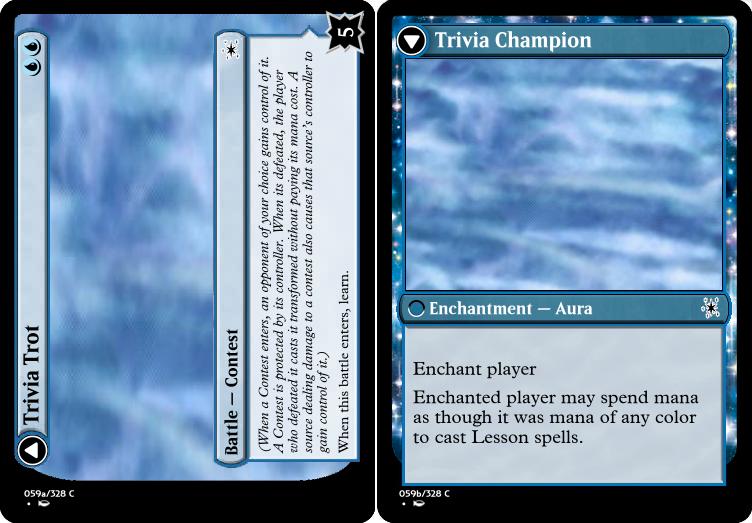 Trivia Trot
Battle — Contest
5
(When a Contest enters, an opponent of your choice gains control of it.
A Contest is protected by its controller. When its defeated, the player
who defeated it casts it transformed without paying its mana cost. A
source dealing damage to a contest also causes that source's controller to
gain control of it.)
When this battle enters, learn.
059a/328 C
Trivia Champion
Enchantment — Aura
Enchant player
Enchanted player may spend mana
as though it was mana of any color
to cast Lesson spells.
059b/328 C